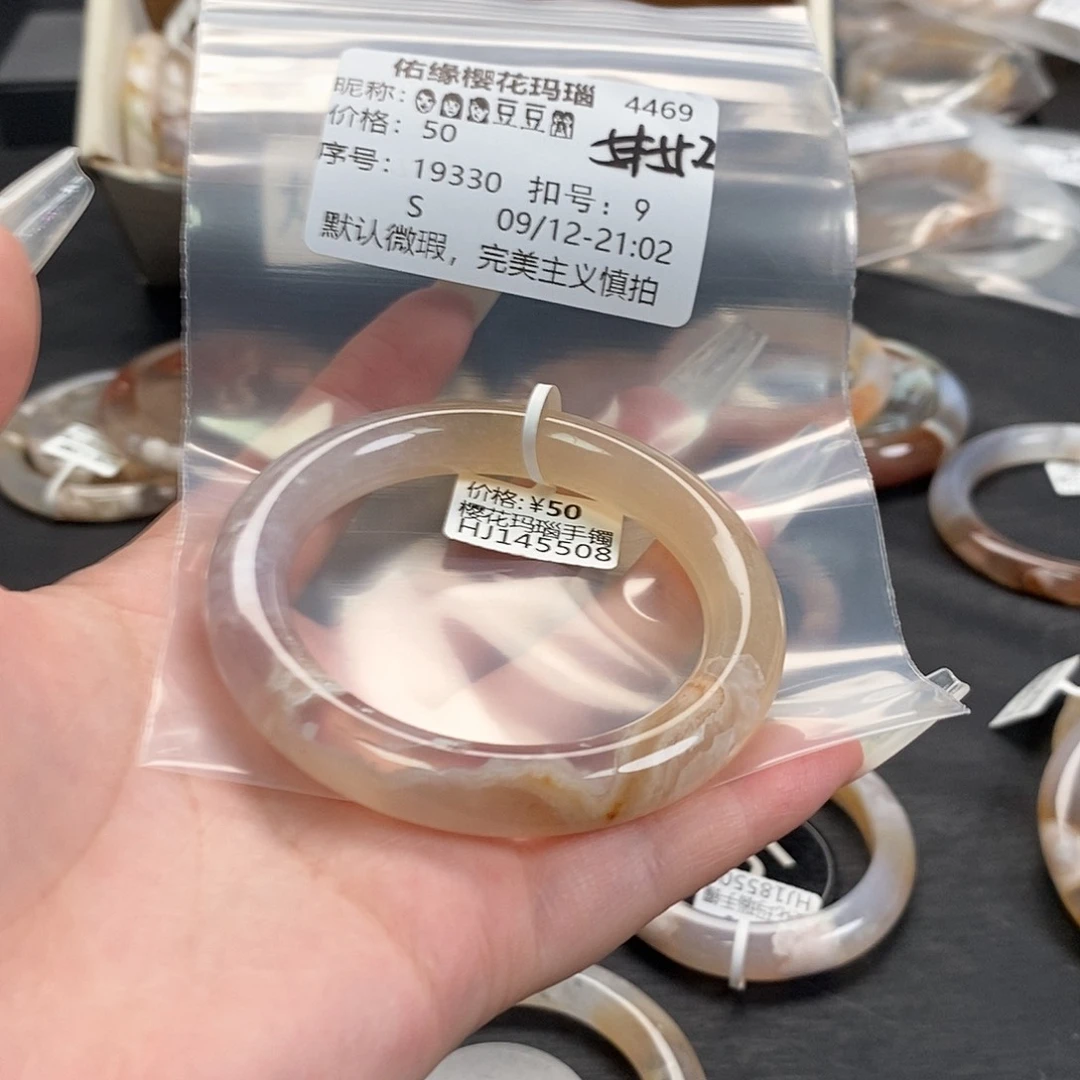 佑缘樱花玛瑙 4469
昵称：👨👩👧豆豆👭
价格：50
序号：19330 扣号：9
S 09/12-21:02
默认微瑕，完美主义慎拍
价格:¥50
樱花玛瑙手镯
HJ145508